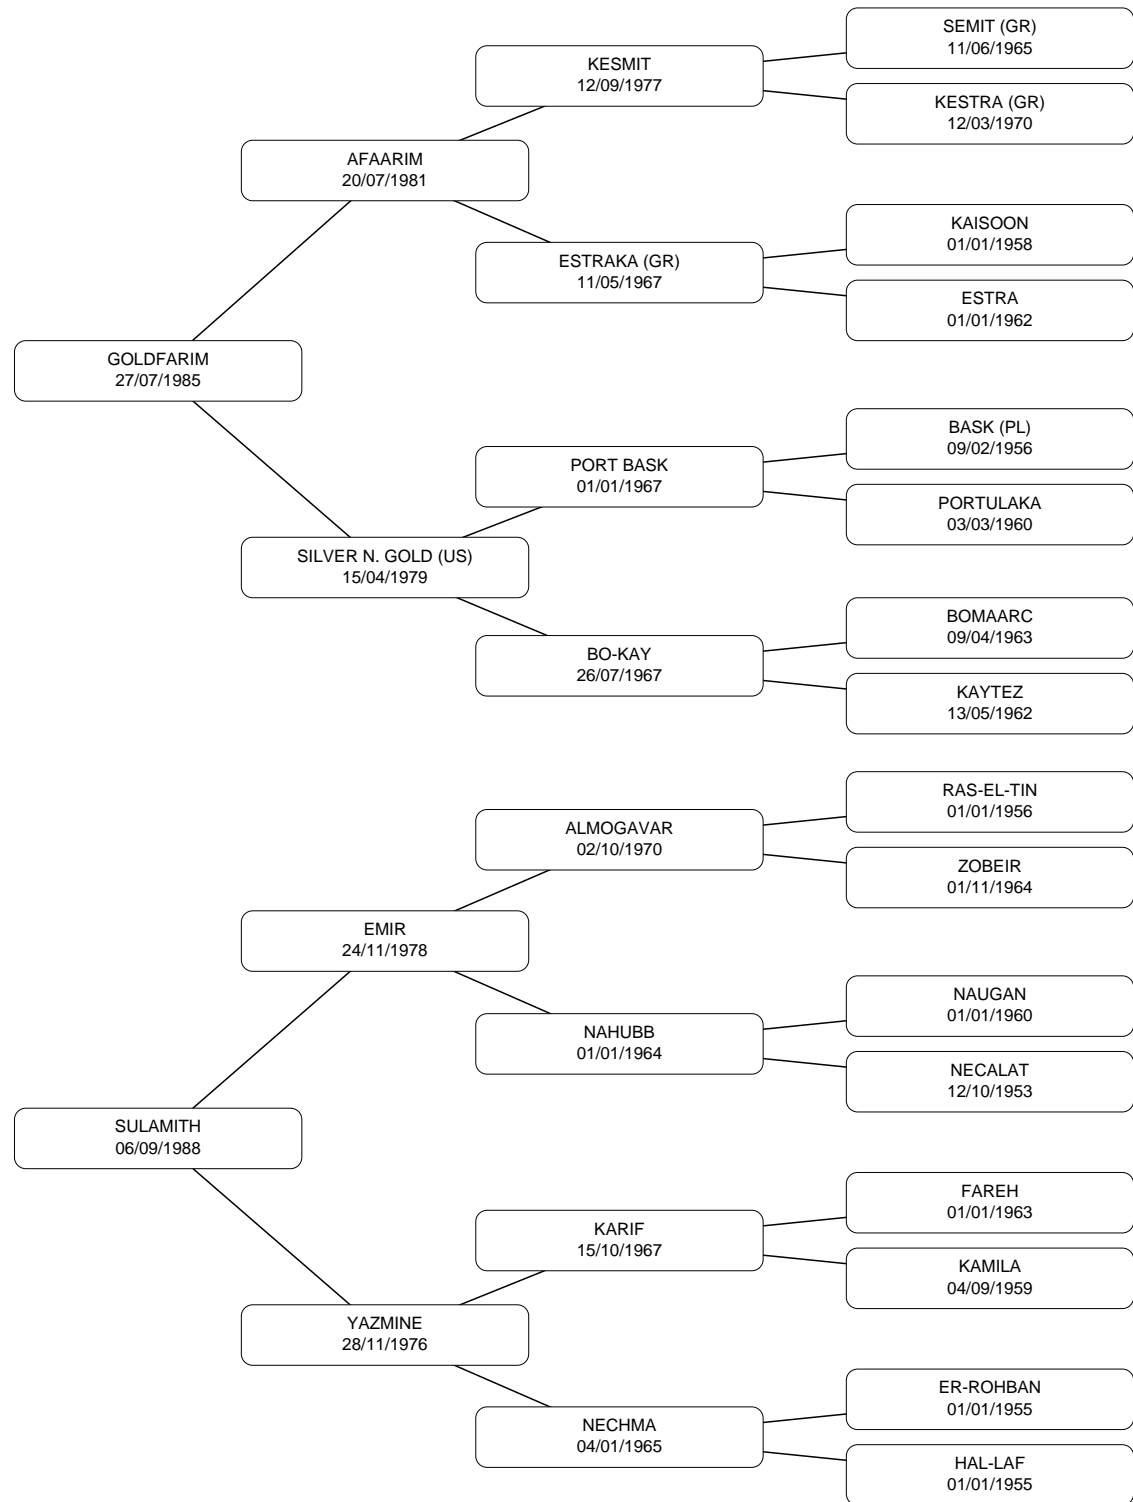 SEMIT (GR)
11/06/1965
KESMIT
12/09/1977
KESTRA (GR)
12/03/1970
AFAARIM
20/07/1981
KAISOON
01/01/1958
ESTRAKA (GR)
11/05/1967
ESTRA
01/01/1962
GOLDFARIM
27/07/1985
BASK (PL)
09/02/1956
PORT BASK
01/01/1967
PORTULAKA
03/03/1960
SILVER N. GOLD (US)
15/04/1979
BOMAARC
09/04/1963
BO-KAY
26/07/1967
KAYTEZ
13/05/1962
RAS-EL-TIN
01/01/1956
ALMOGAVAR
02/10/1970
ZOBEIR
01/11/1964
EMIR
24/11/1978
NAUGAN
01/01/1960
NAHUBB
01/01/1964
NECALAT
12/10/1953
SULAMITH
06/09/1988
FAREH
01/01/1963
KARIF
15/10/1967
KAMILA
04/09/1959
YAZMINE
28/11/1976
ER-ROHBAN
01/01/1955
NECHMA
04/01/1965
HAL-LAF
01/01/1955